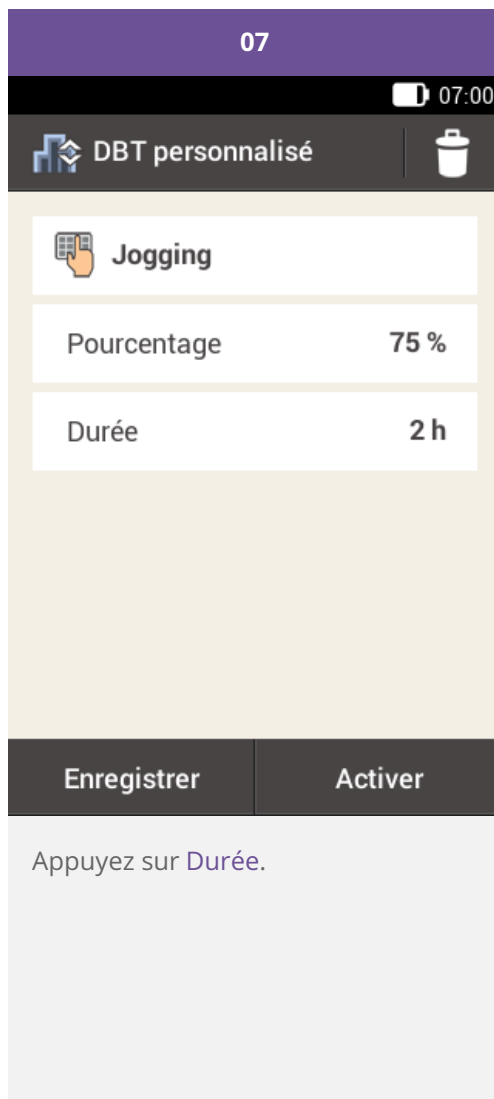 07
07:00
DBT personnalisé
Jogging
Pourcentage 75 %
Durée 2 h
Enregistrer Activer
Appuyez sur Durée.